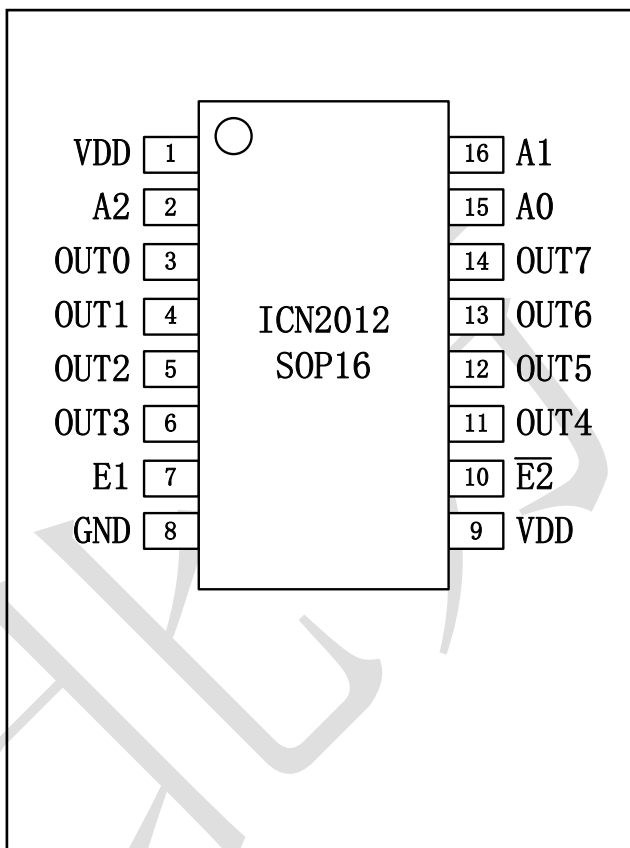 VDD 1 16 A1
A2 2 15 A0
OUT0 3 14 OUT7
OUT1 4 13 OUT6
ICN2012
OUT2 5 12 OUT5
SOP16
OUT3 6 11 OUT4
E1 7 10 E̅2̅
GND 8 9 VDD